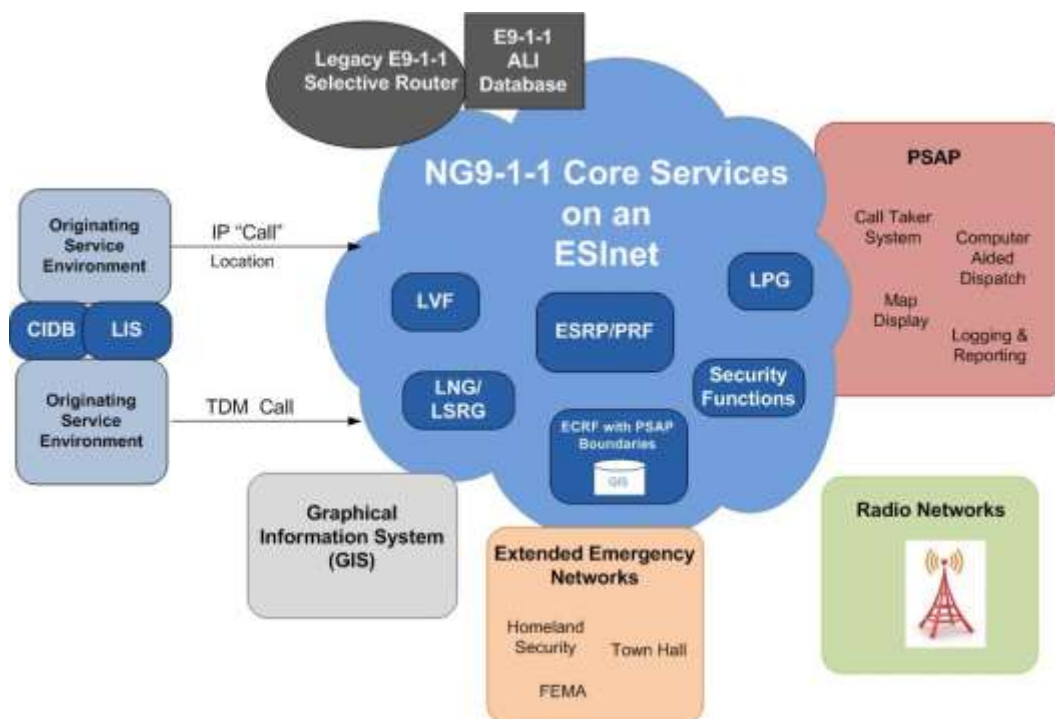 Legacy E9-1-1
Selective Router
E9-1-1
ALI
Database
NG9-1-1 Core Services
on an
ESInet
PSAP
Call Taker
System
Computer
Aided
Dispatch
Map
Display
Logging &
Reporting
Originating
Service
Environment
IP "Call"
Location
CIDB
LIS
Originating
Service
Environment
TDM Call
LVF
LPG
ESRP/PRF
LNG/
LSRG
Security
Functions
ECRF with PSAP
Boundaries
GIS
Graphical
Information System
(GIS)
Extended Emergency
Networks
Homeland
Security
Town Hall
FEMA
Radio Networks